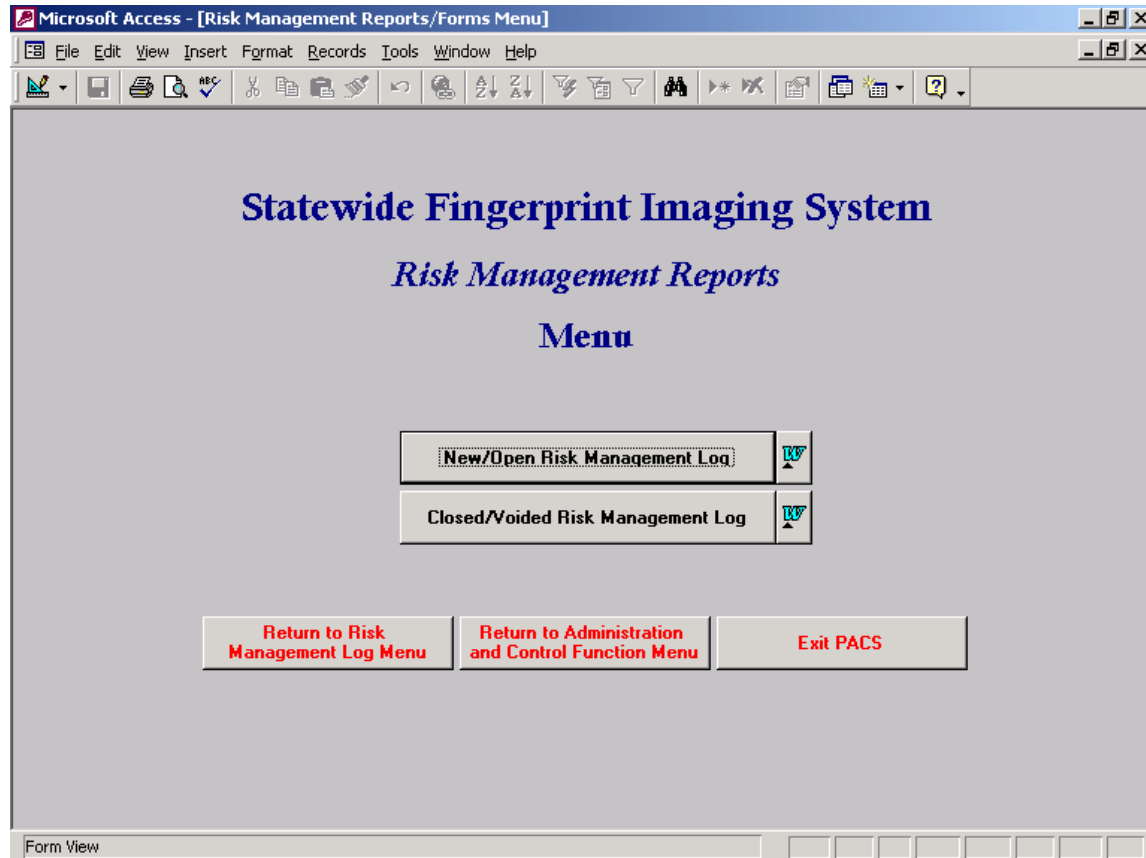 Microsoft Access - [Risk Management Reports/Forms Menu]
File Edit View Insert Format Records Tools Window Help
Statewide Fingerprint Imaging System
Risk Management Reports
Menu
New/Open Risk Management Log
W
Closed/Voided Risk Management Log
W
Return to Risk
Management Log Menu
Return to Administration
and Control Function Menu
Exit PACS
Form View